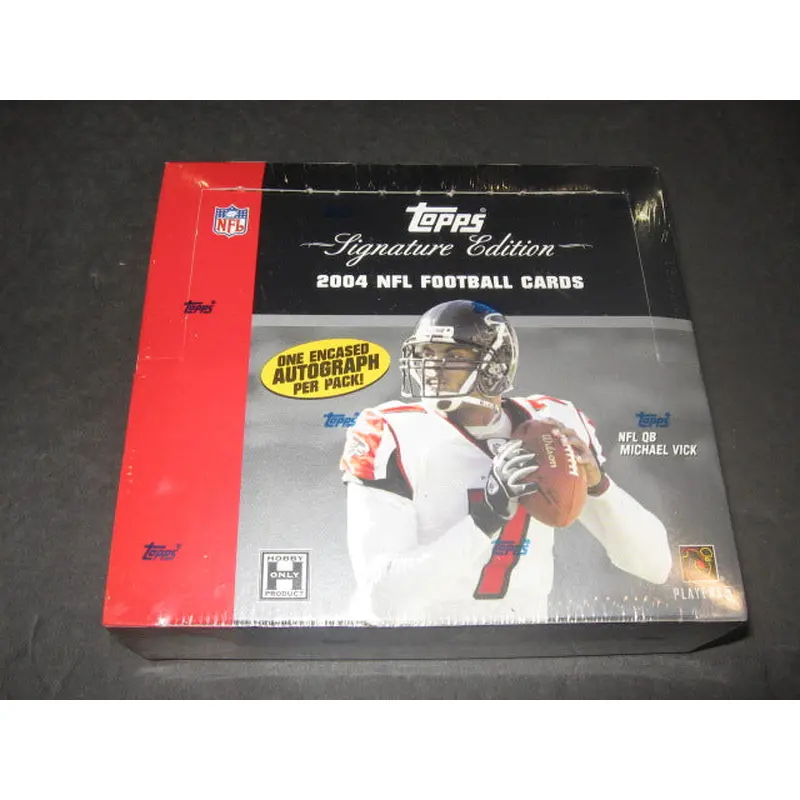 NFL
Topps
Signature Edition
2004 NFL FOOTBALL CARDS
Topps
ONE ENCASED
AUTOGRAPH
PER PACK!
Topps
Topps
NFL QB
MICHAEL VICK
Wilson
7
Topps
Topps
HOBBY
H
ONLY
PRODUCT
PLAYERS